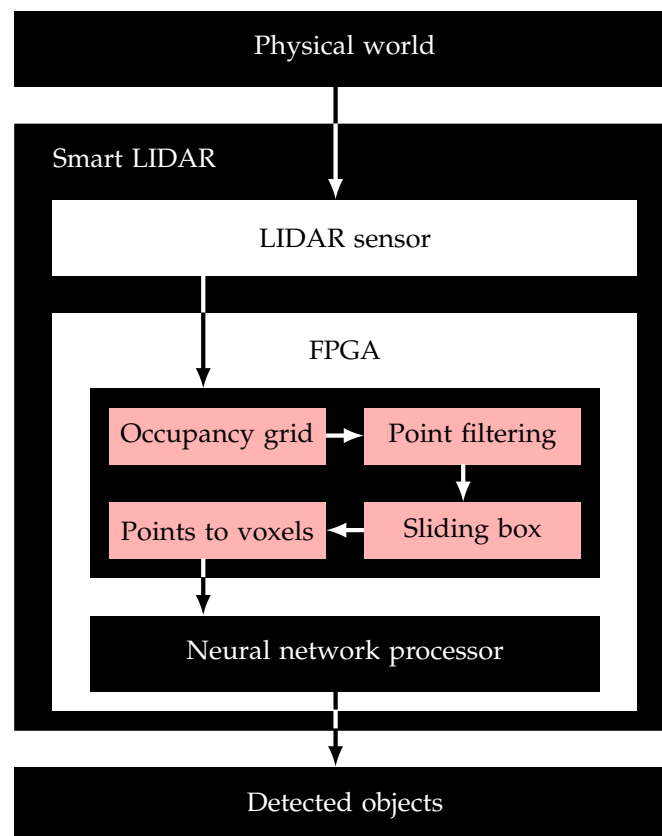 Physical world
Smart LIDAR
LIDAR sensor
FPGA
Occupancy grid
Point filtering
Points to voxels
Sliding box
Neural network processor
Detected objects